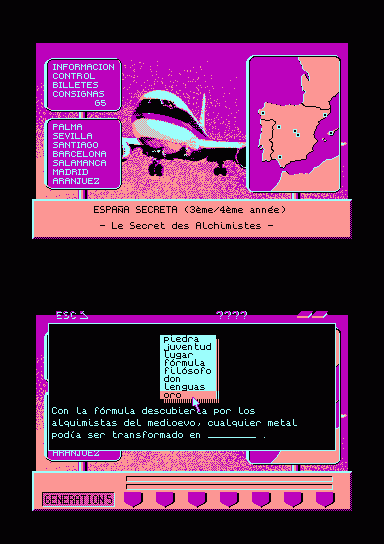 INFORMACION
CONTROL
BILLETES
CONSIGNAS
G5
PALMA
SEVILLA
SANTIAGO
BARCELONA
SALAMANCA
MADRID
ARANJUEZ
ESPAÑA SECRETA (3ème/4ème année)
- Le Secret des Alchimistes -
ESC
????
piedra
juventud
lugar
fórmula
filósofo
don
lenguas
oro
Con la fórmula descubierta por los
alquimistas del medioevo, cualquier metal
podía ser transformado en ________ .
ARANJUEZ
GENERATION5